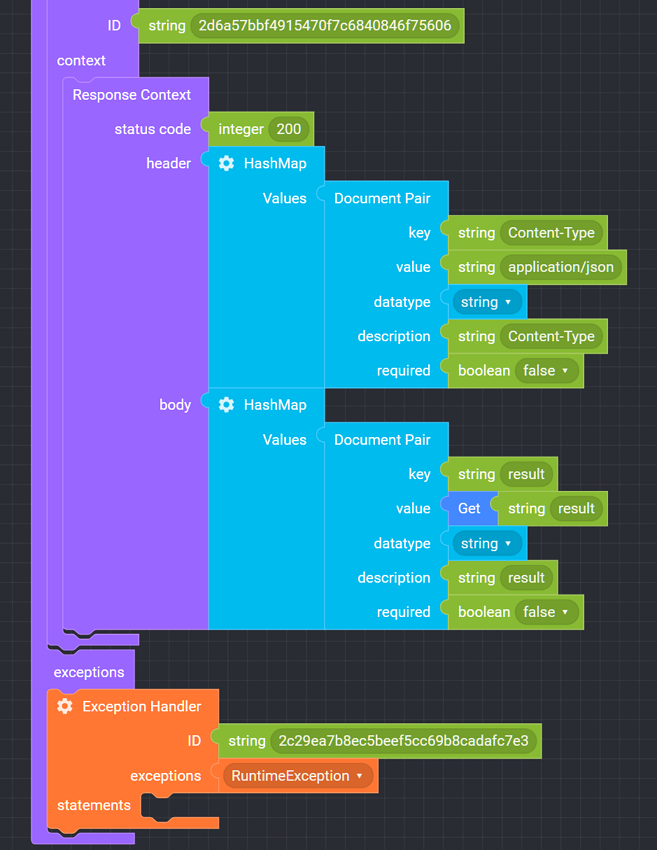 ID string 2d6a57bbf4915470f7c6840846f75606
context
Response Context
status code integer 200
header HashMap
Values Document Pair
key string Content-Type
value string application/json
datatype string
description string Content-Type
required boolean false
body HashMap
Values Document Pair
key string result
value Get string result
datatype string
description string result
required boolean false
exceptions
Exception Handler
ID string 2c29ea7b8ec5beef5cc69b8cadafc7e3
exceptions RuntimeException
statements